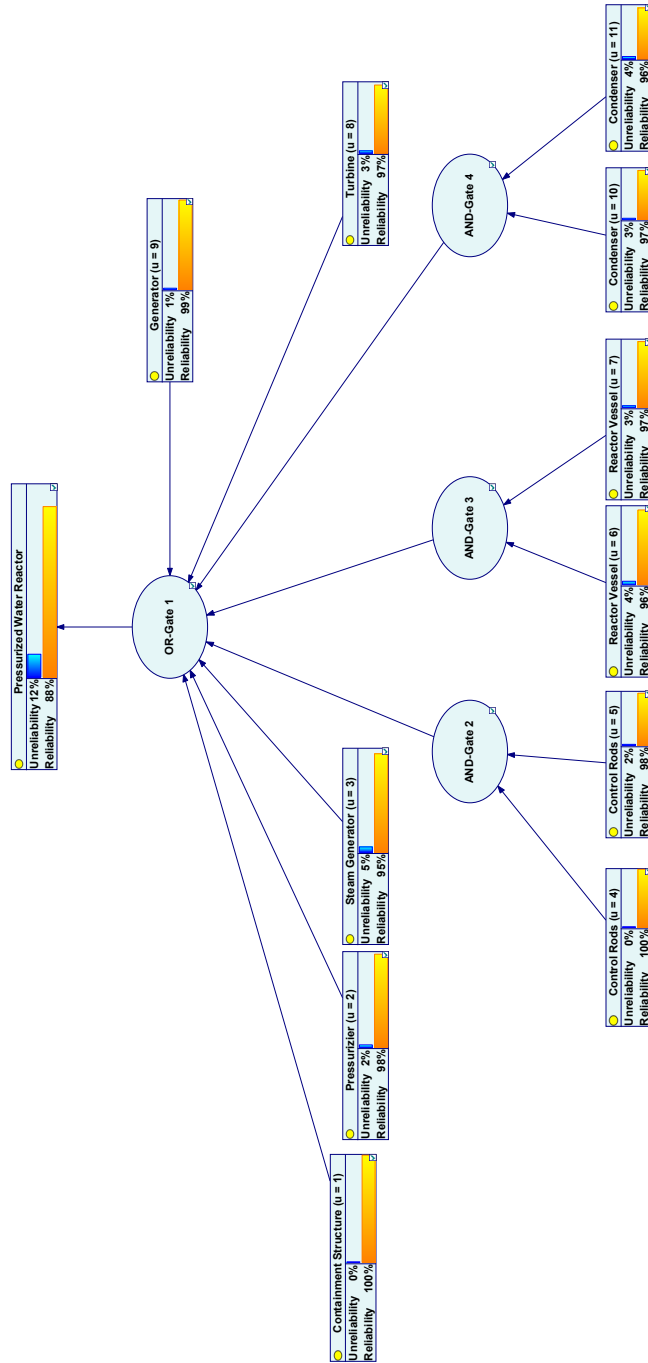 Pressurized Water Reactor
Unreliability 12%
Reliability 88%
Generator (u = 9)
Unreliability 1%
Reliability 99%
OR-Gate 1
Containment Structure (u = 1)
Unreliability 0%
Reliability 100%
Pressurizier (u = 2)
Unreliability 2%
Reliability 98%
Steam Generator (u = 3)
Unreliability 5%
Reliability 95%
Turbine (u = 8)
Unreliability 3%
Reliability 97%
AND-Gate 2
AND-Gate 3
AND-Gate 4
Control Rods (u = 4)
Unreliability 0%
Reliability 100%
Control Rods (u = 5)
Unreliability 2%
Reliability 98%
Reactor Vessel (u = 6)
Unreliability 4%
Reliability 96%
Reactor Vessel (u = 7)
Unreliability 3%
Reliability 97%
Condenser (u = 10)
Unreliability 3%
Reliability 97%
Condenser (u = 11)
Unreliability 4%
Reliability 96%